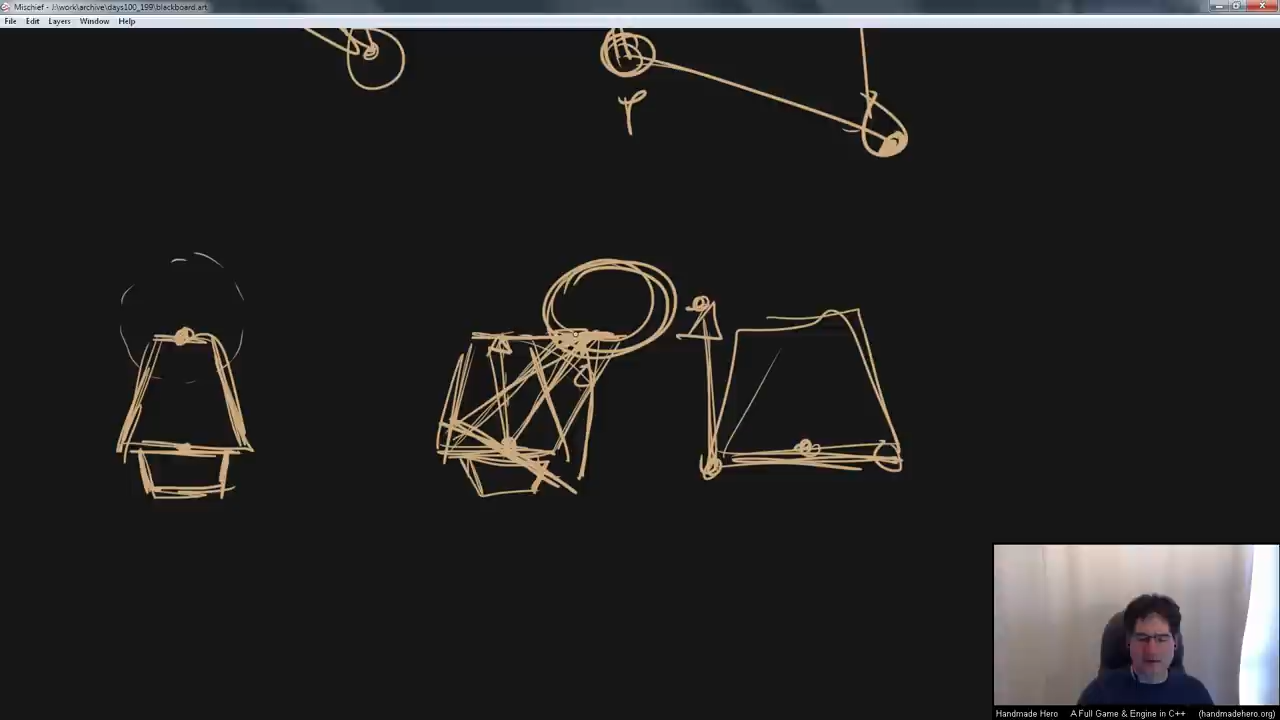 Mischief - J:\work\archive\days100_199\blackboard.art
File Edit Layers Window Help
Handmade Hero A Full Game & Engine in C++ (handmadehero.org)